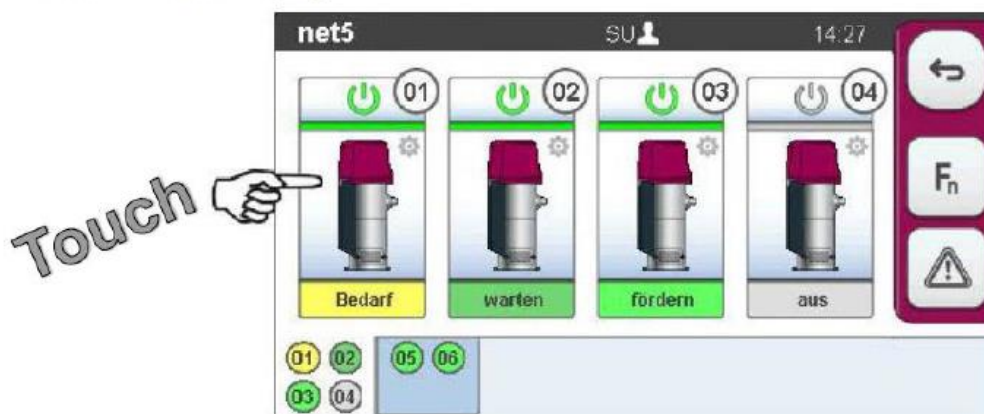 net5 SU 14:27
01 02 03 04
Touch
Fn
Bedarf warten fördern aus
01 02 05 06
03 04